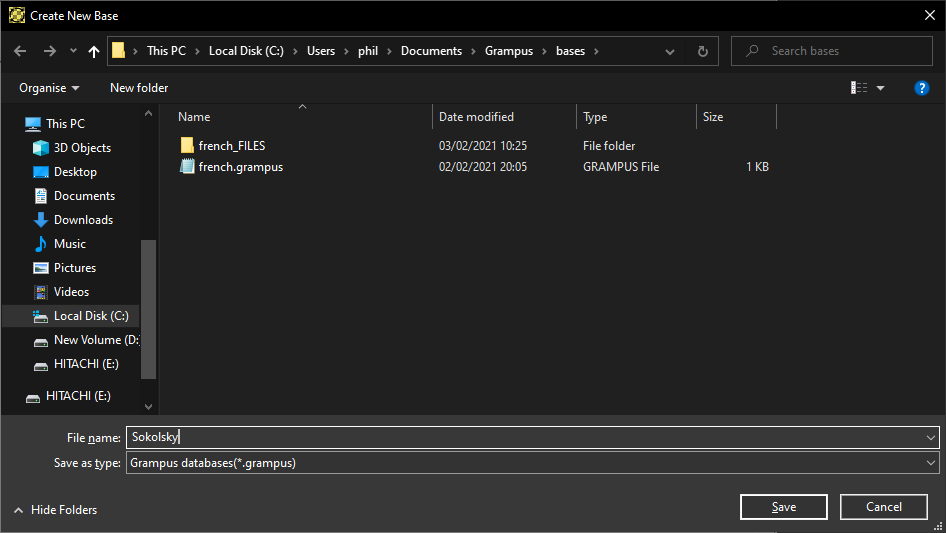 Create New Base
This PC > Local Disk (C:) > Users > phil > Documents > Grampus > bases >
Search bases
Organise
New folder
?
Name
Date modified
Type
Size
This PC
3D Objects
Desktop
Documents
Downloads
Music
Pictures
Videos
Local Disk (C:)
New Volume (D:
HITACHI (E:)
HITACHI (E:)
french_FILES 03/02/2021 10:25 File folder
french.grampus 02/02/2021 20:05 GRAMPUS File 1 KB
File name: Sokolsky
Save as type: Grampus databases(*.grampus)
Hide Folders
Save
Cancel